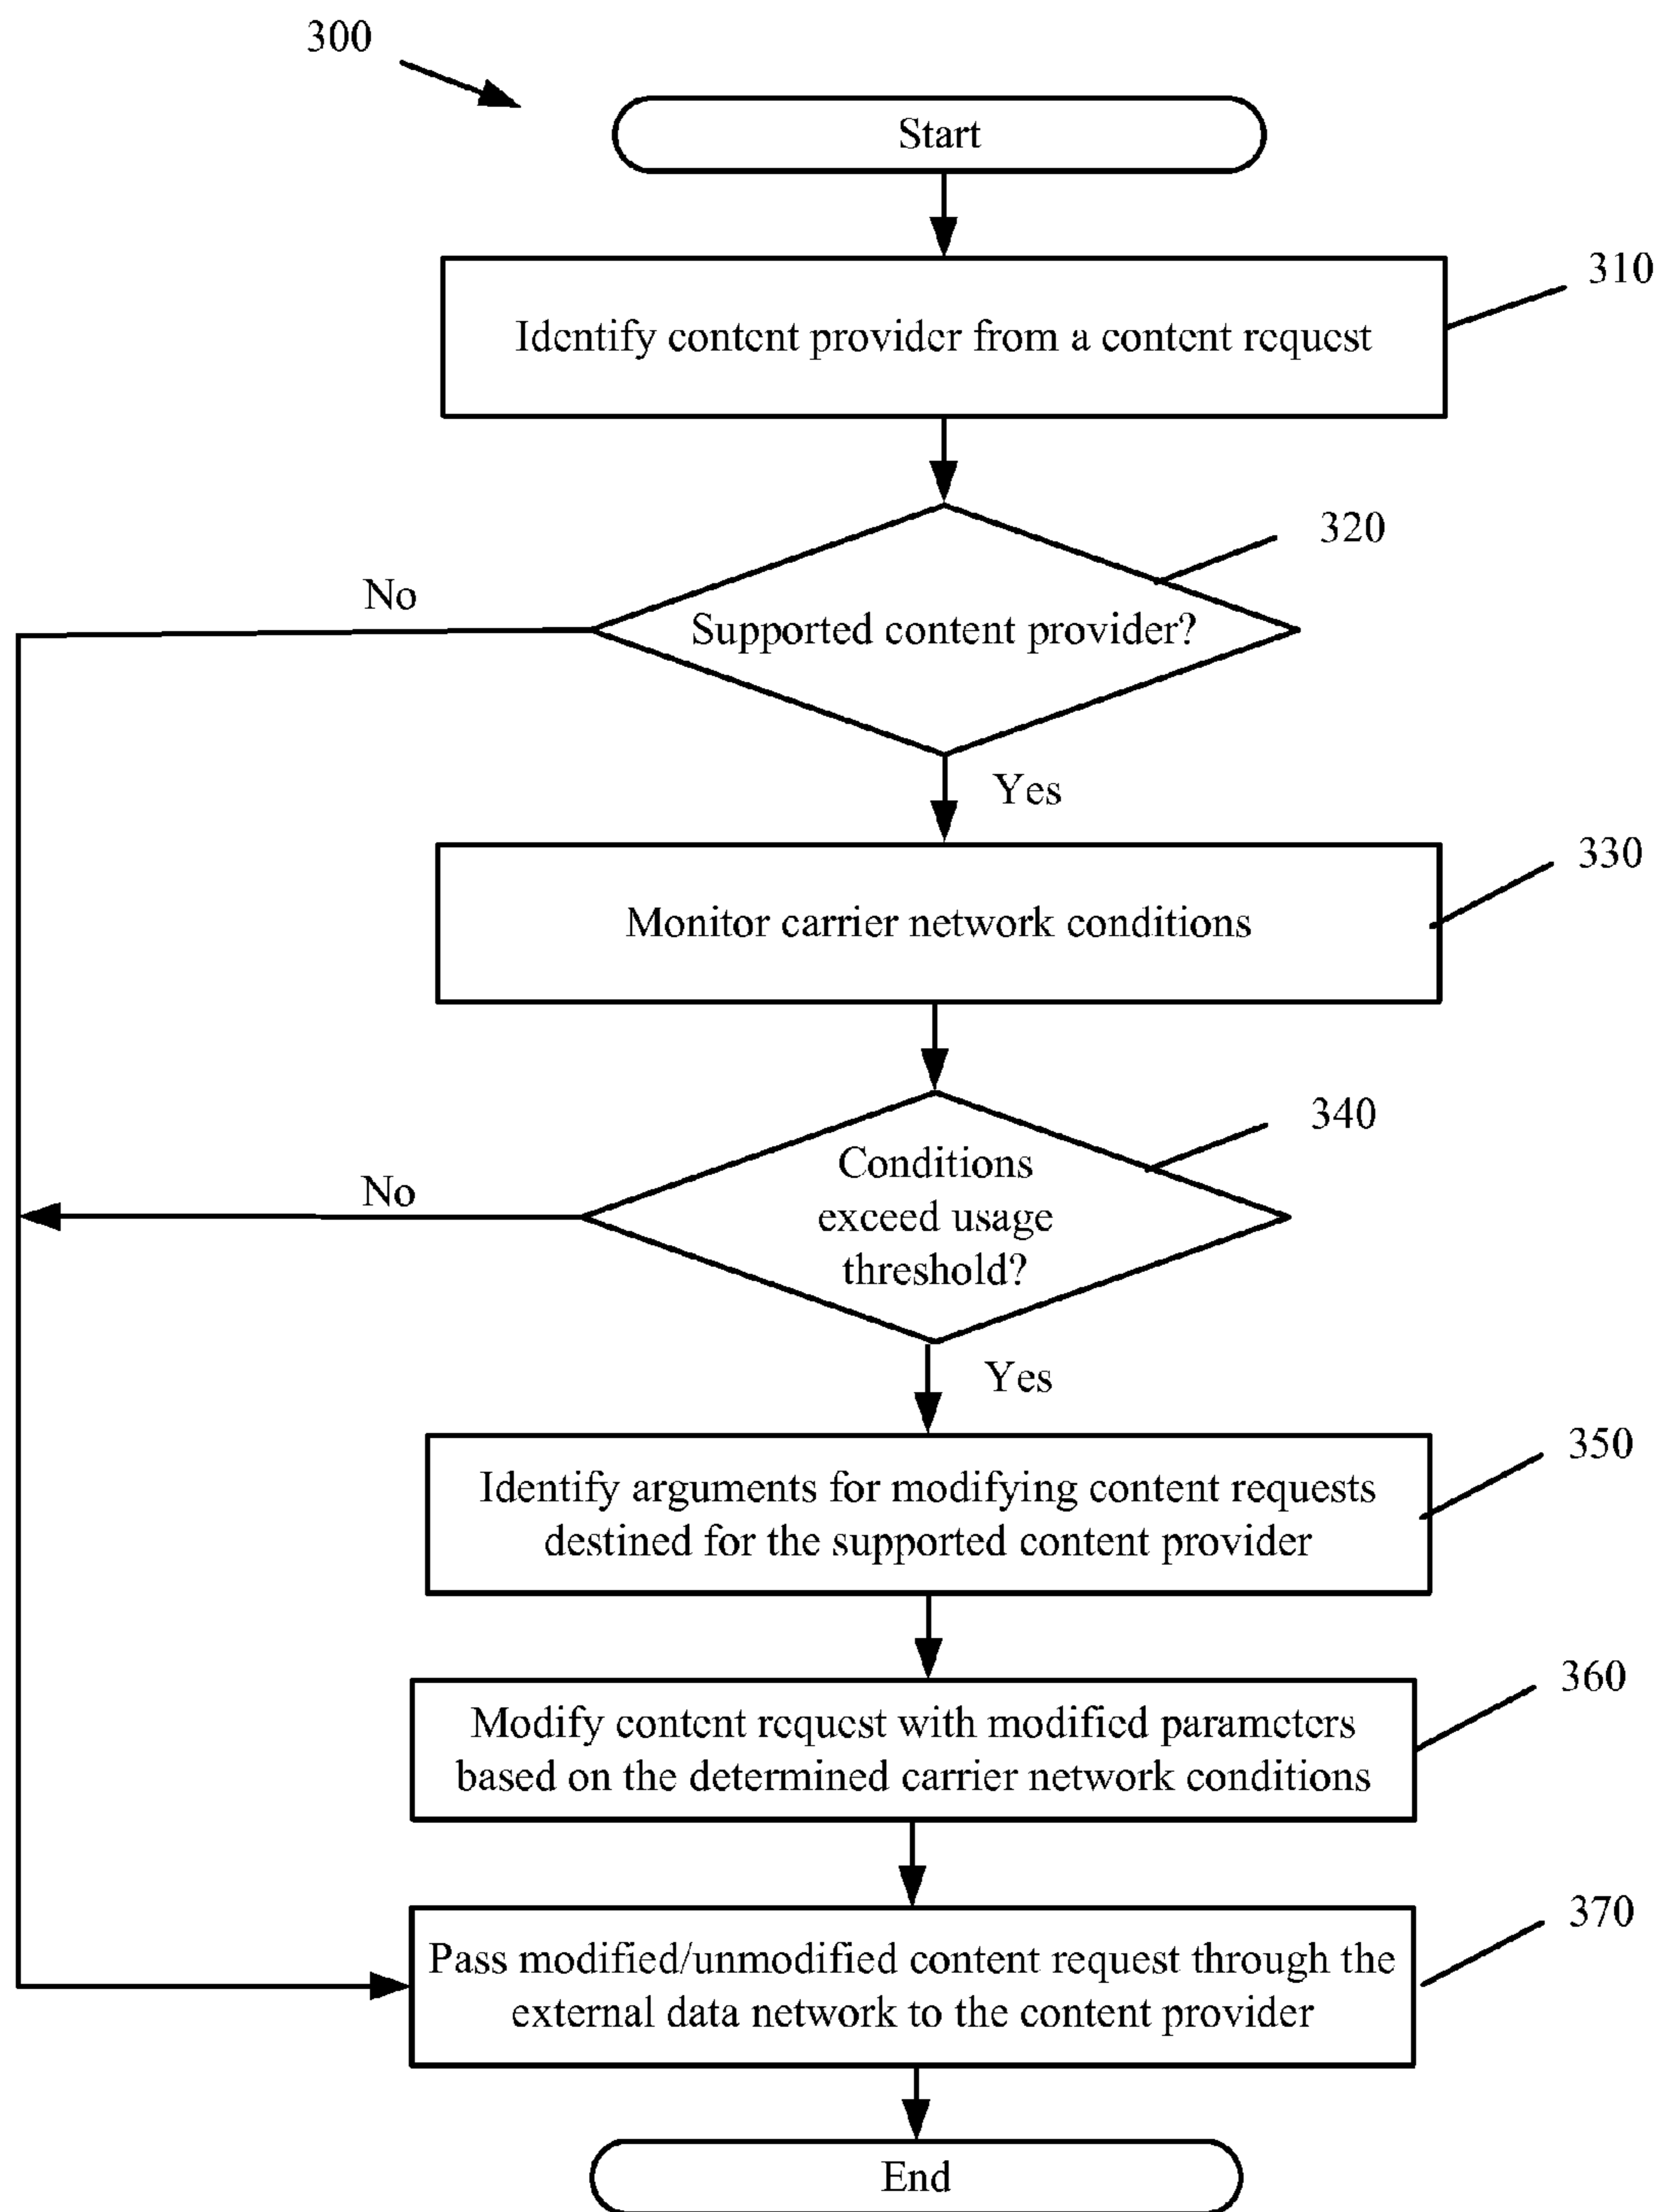 300
Start
310
Identify content provider from a content request
320
No
Supported content provider?
Yes
330
Monitor carrier network conditions
340
No
Conditions
exceed usage
threshold?
Yes
350
Identify arguments for modifying content requests
destined for the supported content provider
360
Modify content request with modified parameters
based on the determined carrier network conditions
370
Pass modified/unmodified content request through the
external data network to the content provider
End